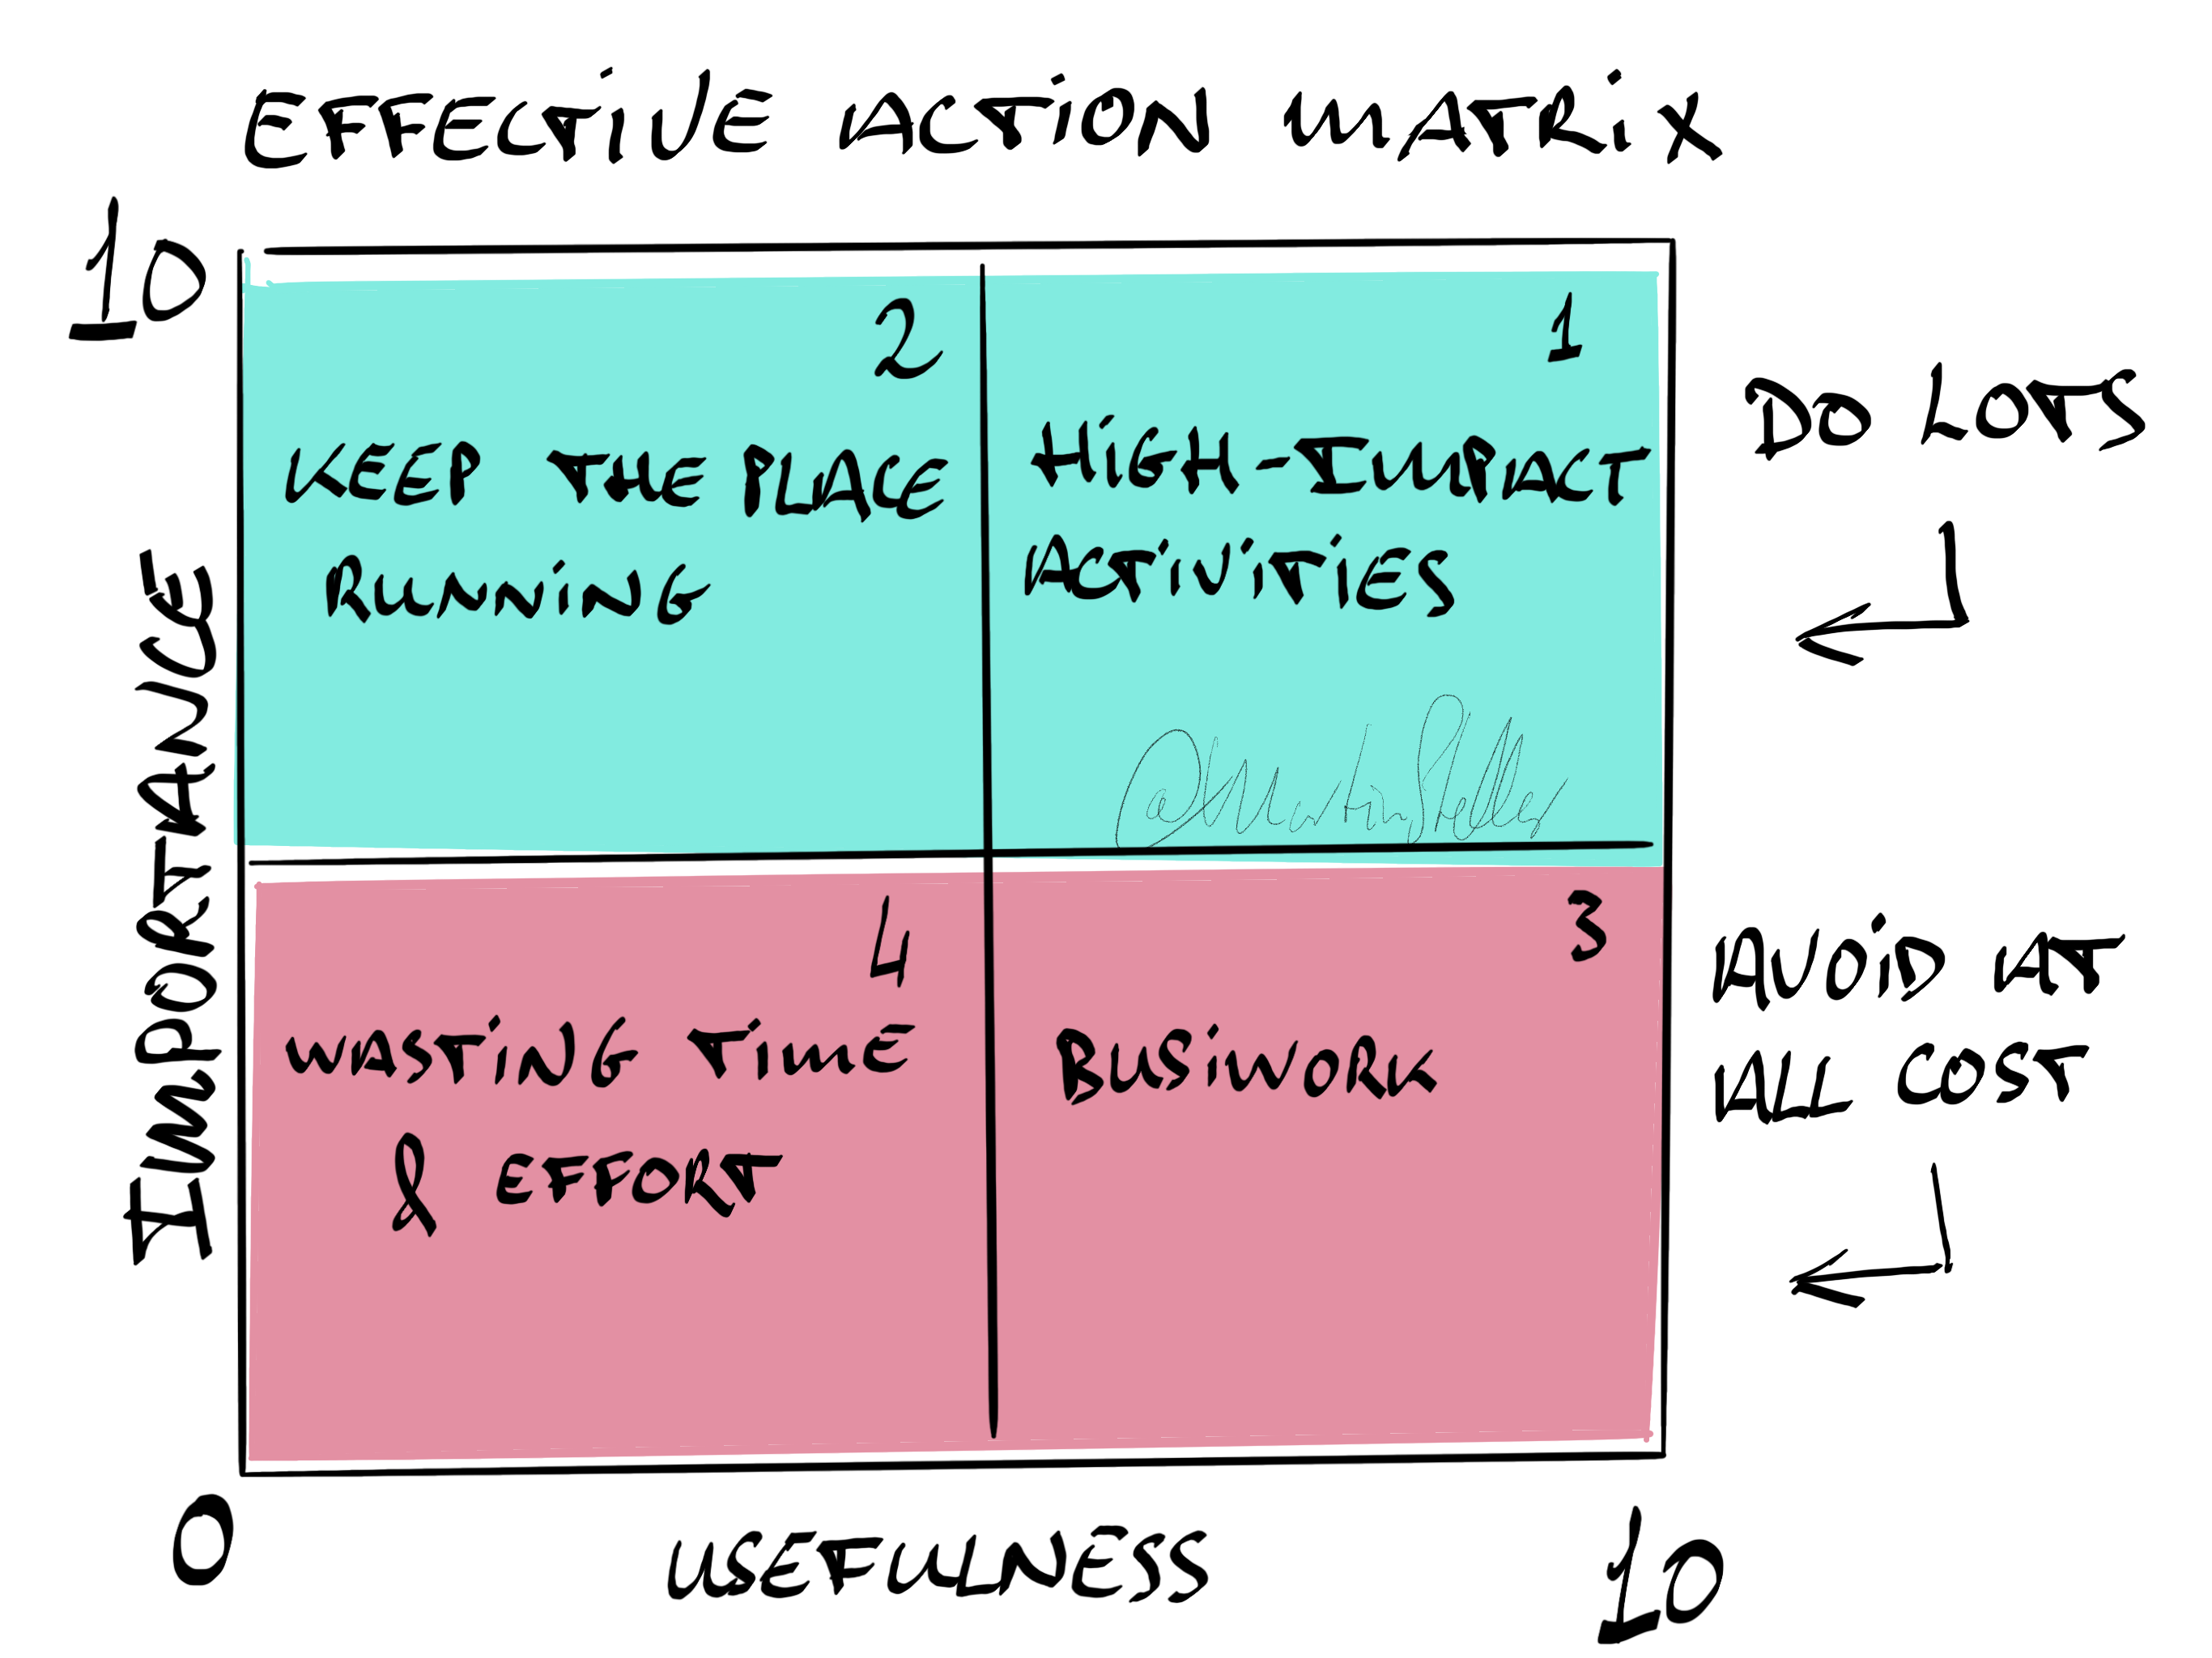 EFFECTIVE ACTION MATRIX
10
2
1
KEEP THE PLACE
RUNNING
HIGH-IMPACT
ACTIVITIES
DO LOTS
@MartinStellar
IMPORTANCE
4
3
WASTING TIME
& EFFORT
BUSIWORK
AVOID AT
ALL COST
0
USEFULLNESS
10